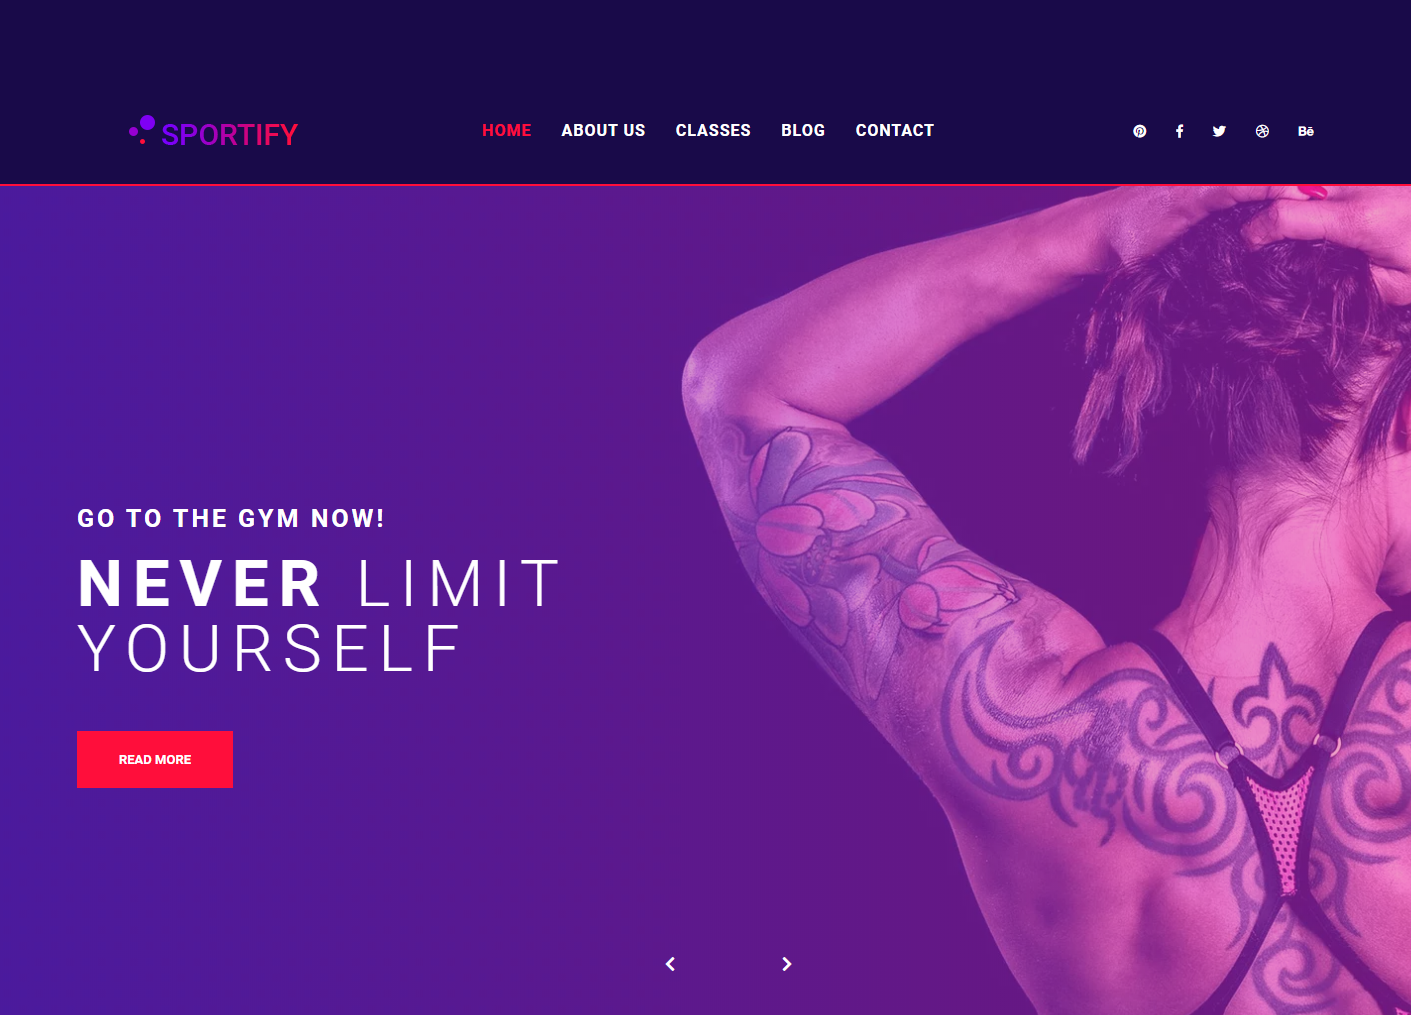 SPORTIFY
HOME ABOUT US CLASSES BLOG CONTACT
Bē
GO TO THE GYM NOW!
NEVER LIMIT
YOURSELF
READ MORE